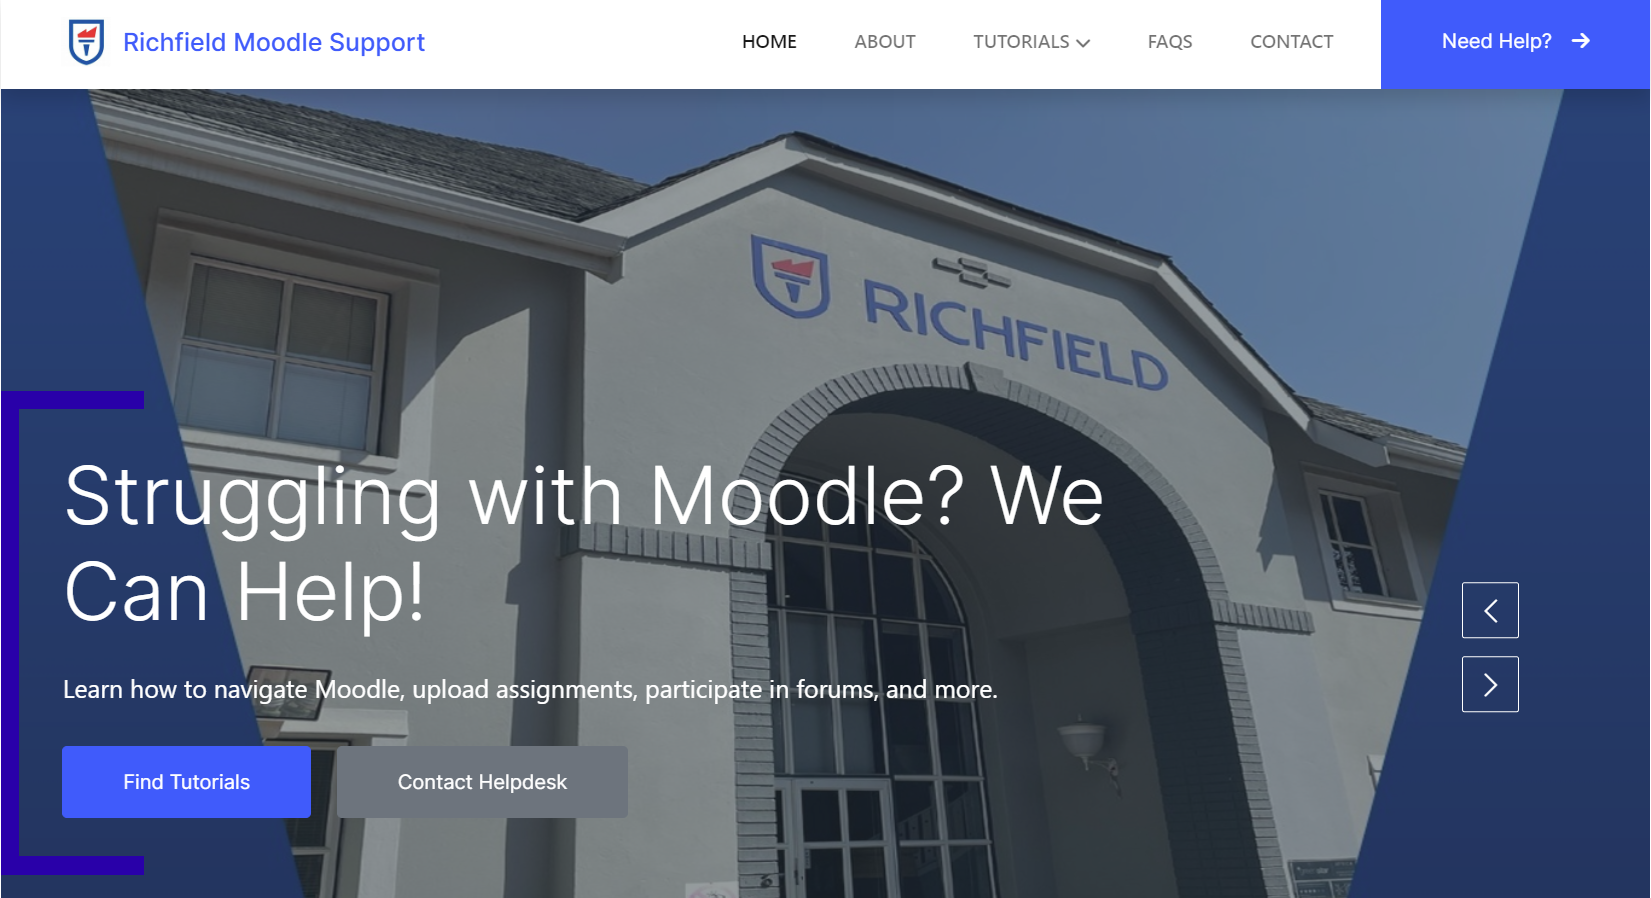 Richfield Moodle Support
HOME
ABOUT
TUTORIALS
FAQS
CONTACT
Need Help?
RICHFIELD
Struggling with Moodle? We
Can Help!
Learn how to navigate Moodle, upload assignments, participate in forums, and more.
Find Tutorials
Contact Helpdesk